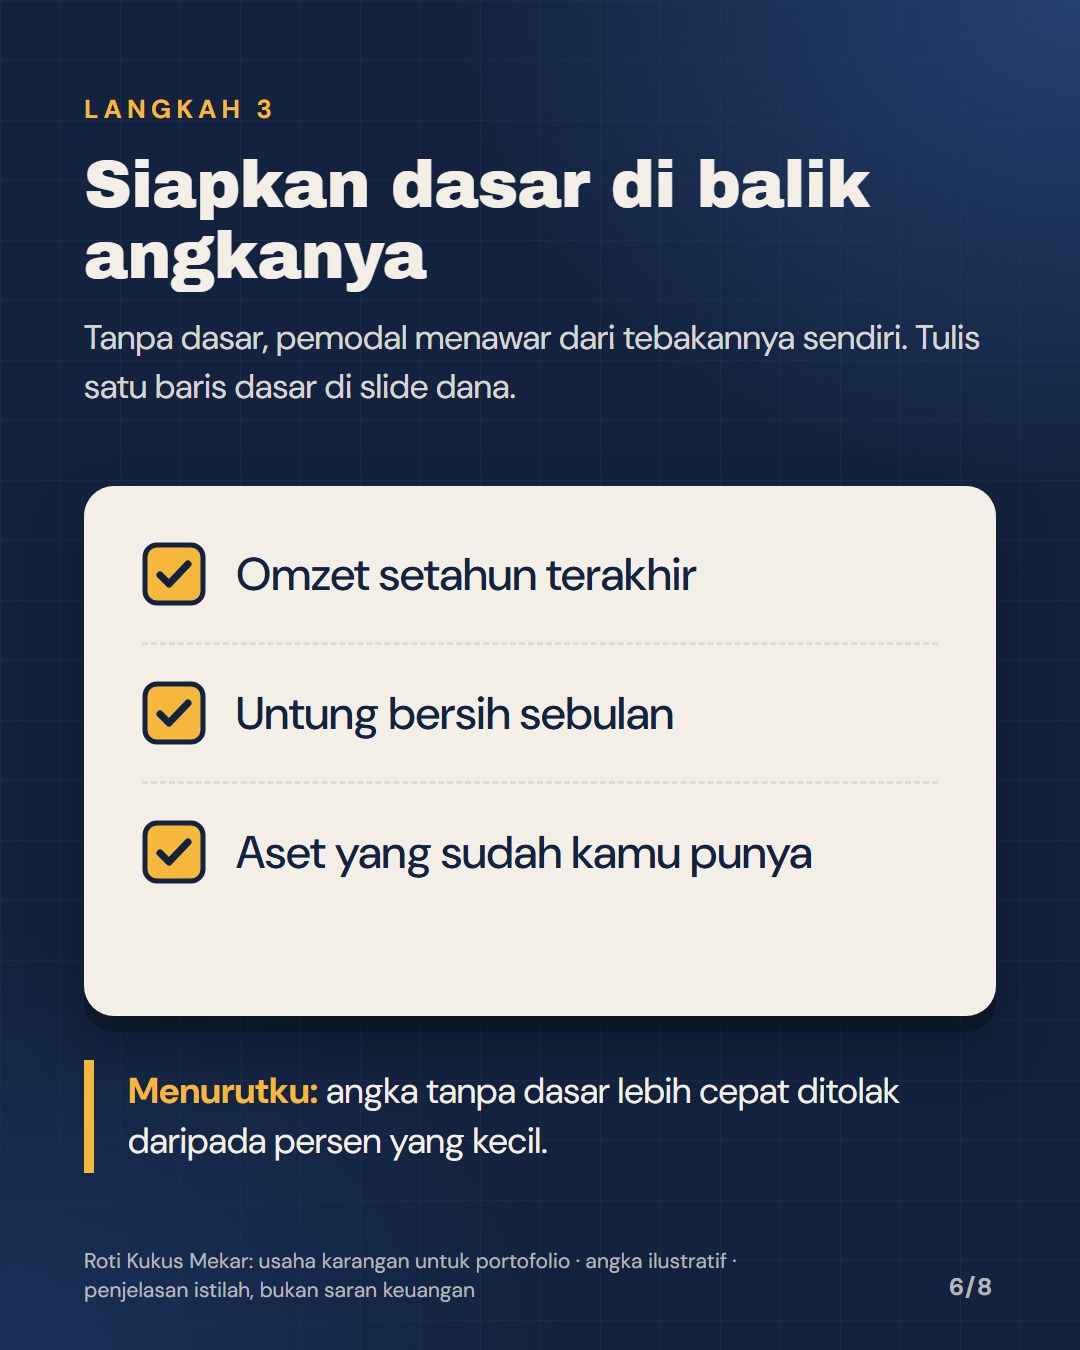 LANGKAH 3
Siapkan dasar di balik
angkanya
Tanpa dasar, pemodal menawar dari tebakannya sendiri. Tulis
satu baris dasar di slide dana.
Omzet setahun terakhir
Untung bersih sebulan
Aset yang sudah kamu punya
Menurutku: angka tanpa dasar lebih cepat ditolak
daripada persen yang kecil.
Roti Kukus Mekar: usaha karangan untuk portofolio · angka ilustratif ·
penjelasan istilah, bukan saran keuangan
6/8